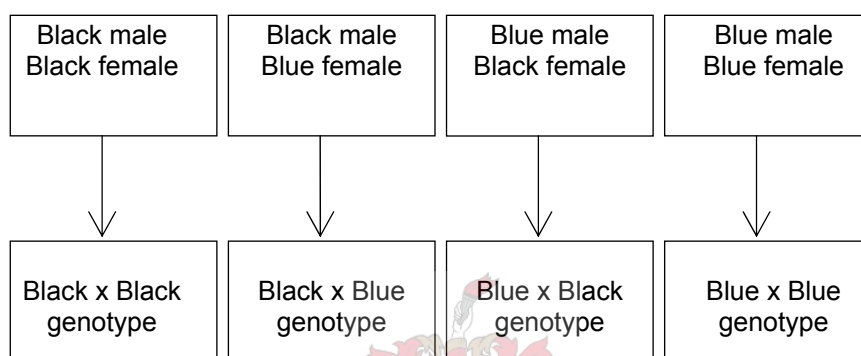 Black male
Black female
Black male
Blue female
Blue male
Black female
Blue male
Blue female
Black x Black
genotype
Black x Blue
genotype
Blue x Black
genotype
Blue x Blue
genotype